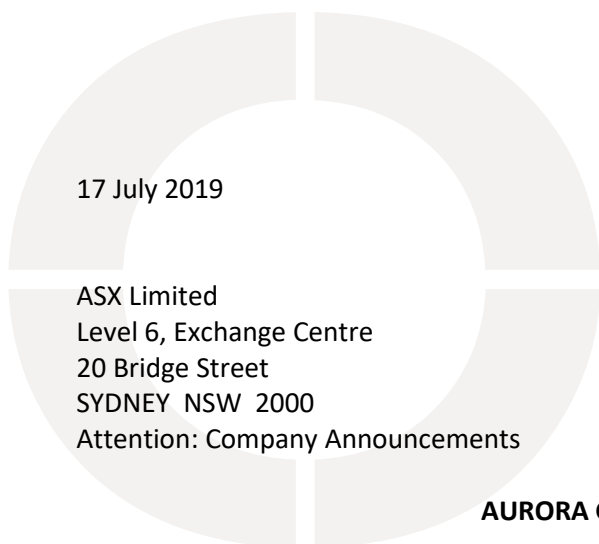 17 July 2019
ASX Limited
Level 6, Exchange Centre
20 Bridge Street
SYDNEY  NSW  2000
Attention: Company Announcements
AURORA